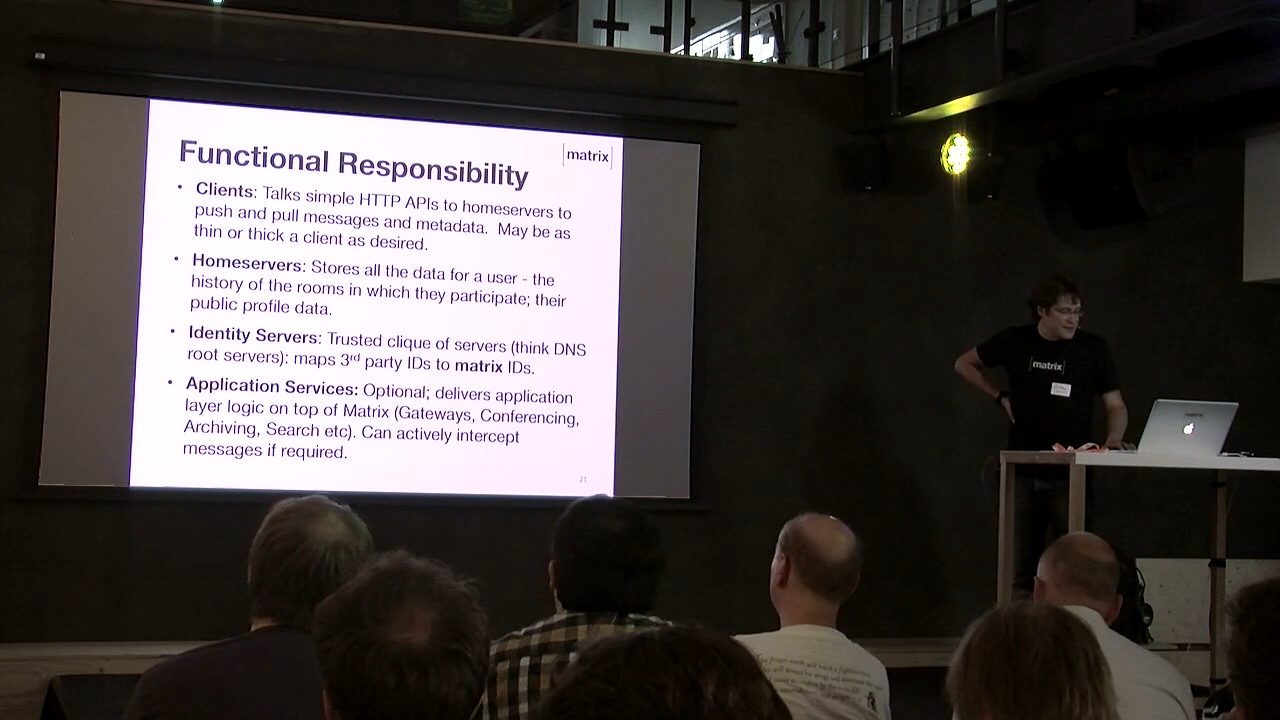 Functional Responsibility
[matrix]
• Clients: Talks simple HTTP APIs to homeservers to
push and pull messages and metadata. May be as
thin or thick a client as desired.
• Homeservers: Stores all the data for a user - the
history of the rooms in which they participate; their
public profile data.
• Identity Servers: Trusted clique of servers (think DNS
root servers): maps 3rd party IDs to matrix IDs.
• Application Services: Optional; delivers application
layer logic on top of Matrix (Gateways, Conferencing,
Archiving, Search etc). Can actively intercept
messages if required.
21
[matrix]